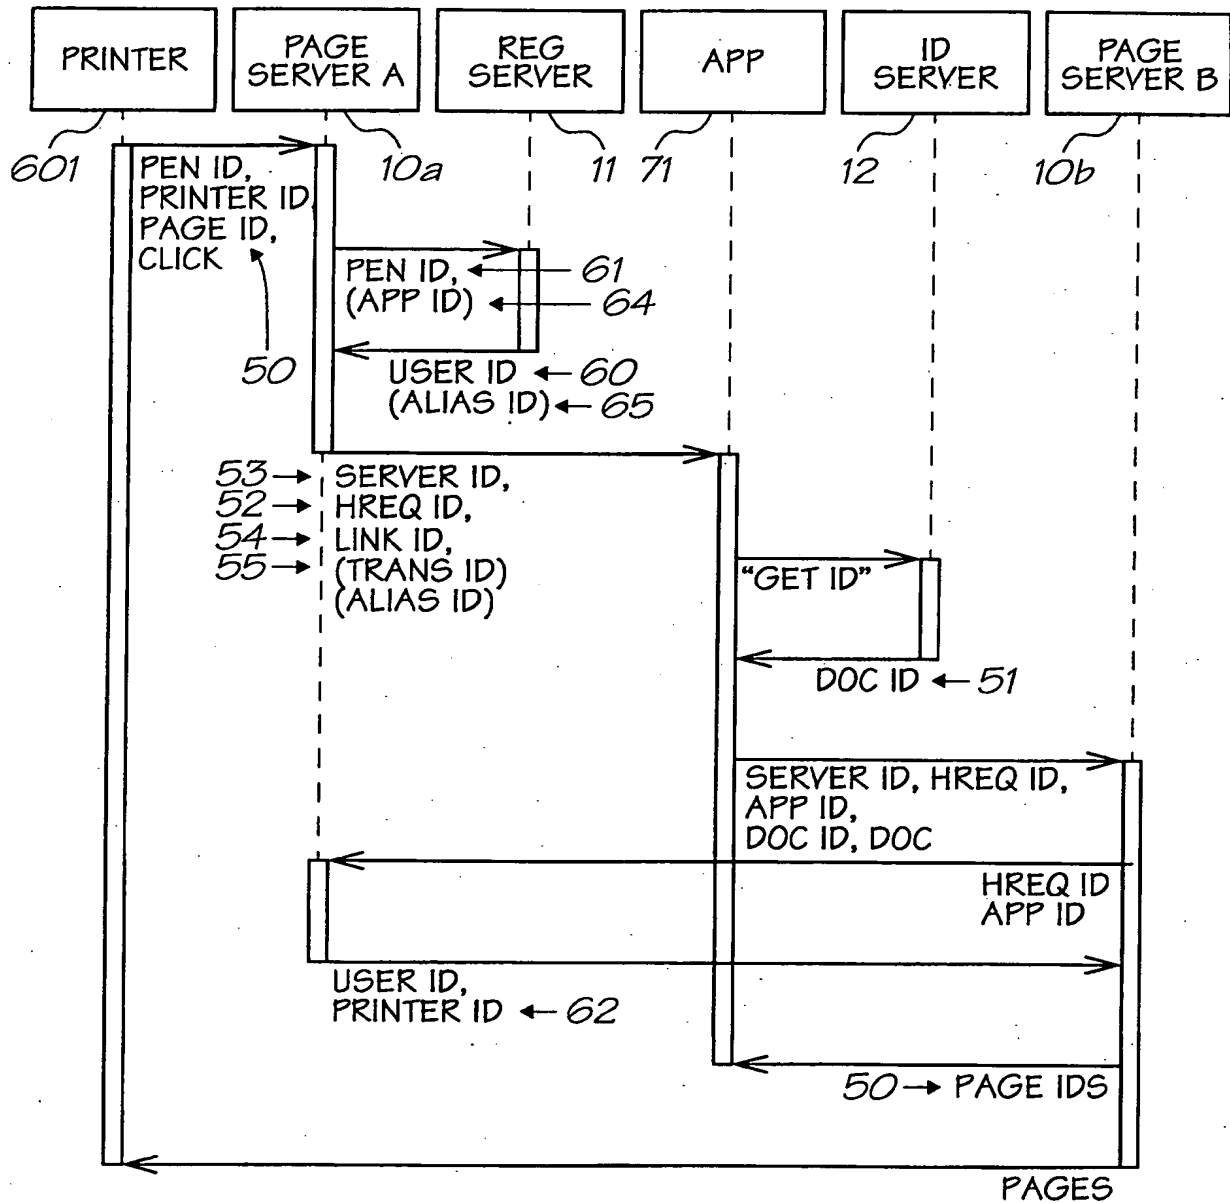 PRINTER
PAGE
SERVER A
REG
SERVER
APP
ID
SERVER
PAGE
SERVER B
601
10a
11
71
12
10b
PEN ID,
PRINTER ID,
PAGE ID,
CLICK
50
PEN ID, 61
(APP ID) 64
USER ID 60
(ALIAS ID) 65
53 SERVER ID,
52 HREQ ID,
54 LINK ID,
55 (TRANS ID)
(ALIAS ID)
"GET ID"
DOC ID 51
SERVER ID, HREQ ID,
APP ID,
DOC ID, DOC
HREQ ID
APP ID
USER ID,
PRINTER ID 62
50 PAGE IDS
PAGES